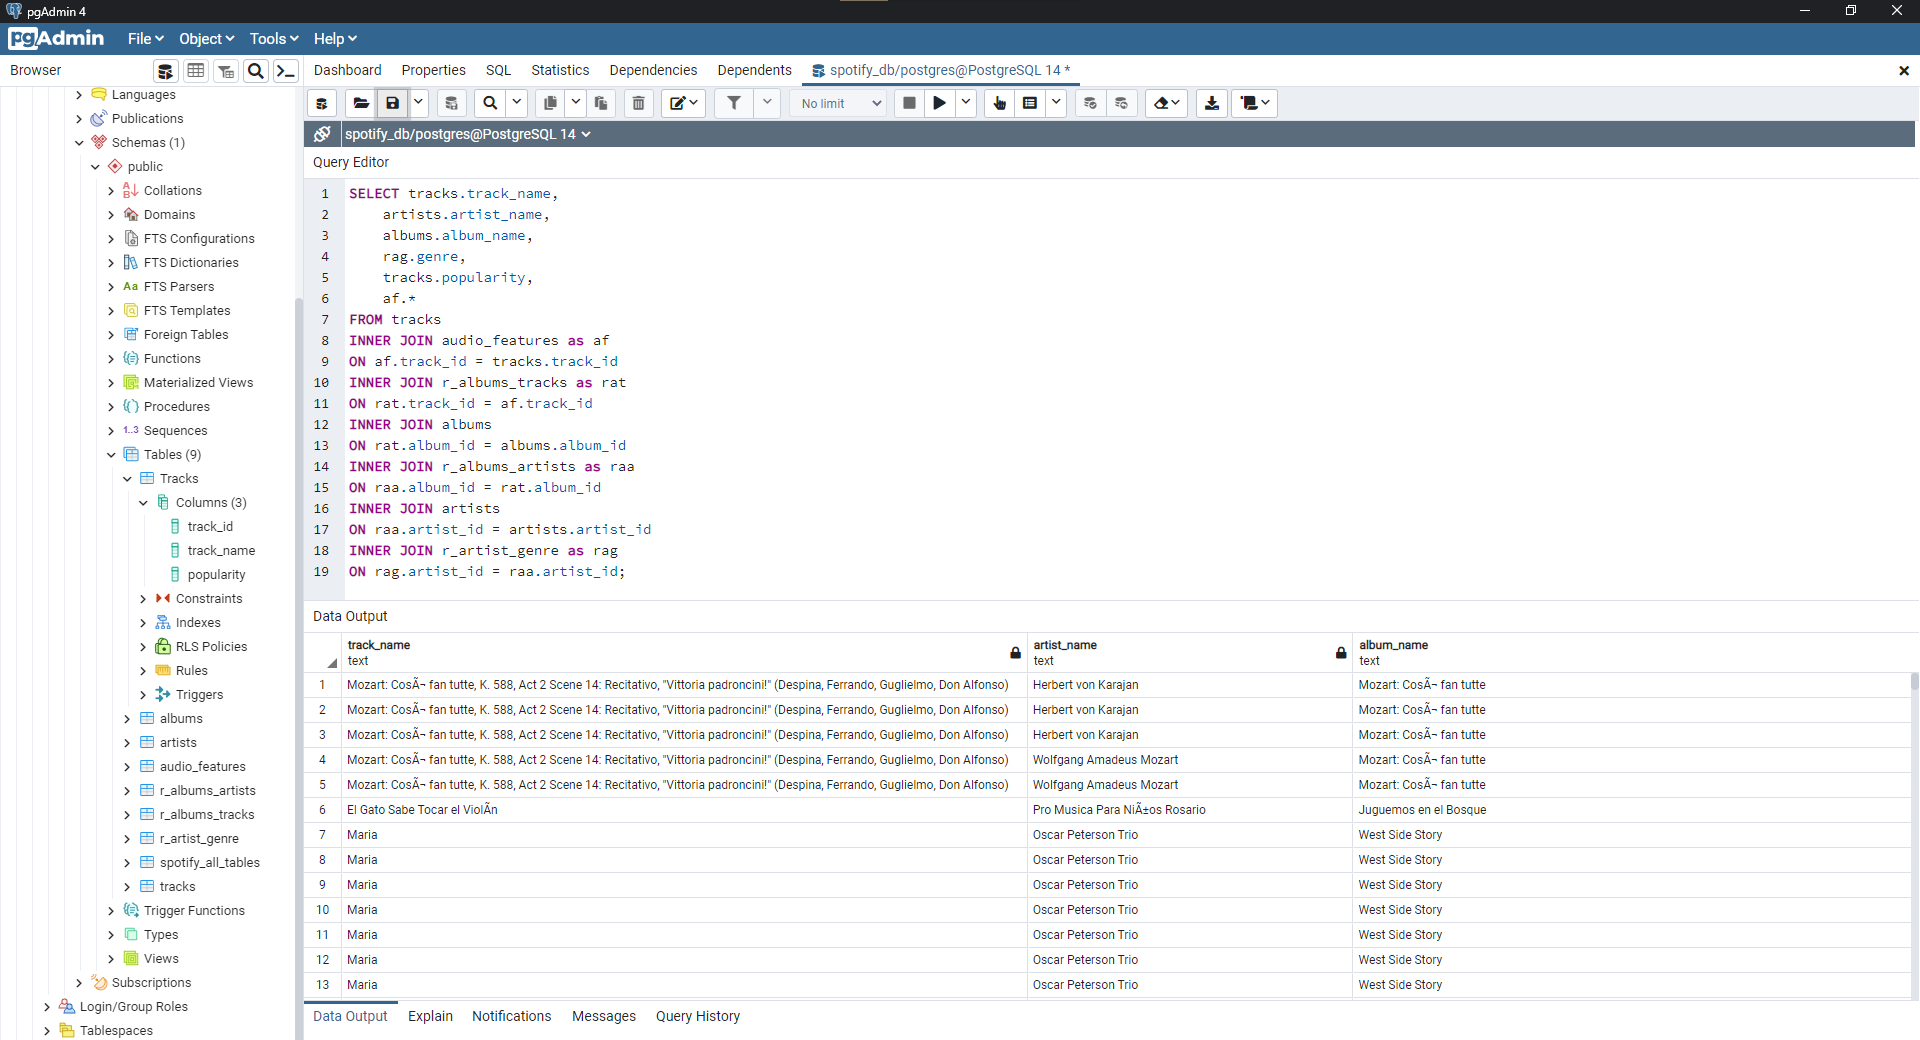 pgAdmin 4
pgAdmin File Object Tools Help
Browser
Dashboard Properties SQL Statistics Dependencies Dependents spotify_db/postgres@PostgreSQL 14 *
No limit
spotify_db/postgres@PostgreSQL 14
Query Editor
Languages
Publications
Schemas (1)
public
Collations
Domains
FTS Configurations
FTS Dictionaries
Aa FTS Parsers
FTS Templates
Foreign Tables
Functions
Materialized Views
Procedures
1..3 Sequences
Tables (9)
Tracks
Columns (3)
track_id
track_name
popularity
Constraints
Indexes
RLS Policies
Rules
Triggers
albums
artists
audio_features
r_albums_artists
r_albums_tracks
r_artist_genre
spotify_all_tables
tracks
Trigger Functions
Types
Views
Subscriptions
Login/Group Roles
Tablespaces
1 SELECT tracks.track_name,
2 artists.artist_name,
3 albums.album_name,
4 rag.genre,
5 tracks.popularity,
6 af.*
7 FROM tracks
8 INNER JOIN audio_features as af
9 ON af.track_id = tracks.track_id
10 INNER JOIN r_albums_tracks as rat
11 ON rat.track_id = af.track_id
12 INNER JOIN albums
13 ON rat.album_id = albums.album_id
14 INNER JOIN r_albums_artists as raa
15 ON raa.album_id = rat.album_id
16 INNER JOIN artists
17 ON raa.artist_id = artists.artist_id
18 INNER JOIN r_artist_genre as rag
19 ON rag.artist_id = raa.artist_id;
Data Output
track_name artist_name album_name
text text text
1 Mozart: CosÃ¬ fan tutte, K. 588, Act 2 Scene 14: Recitativo, "Vittoria padroncini!" (Despina, Ferrando, Guglielmo, Don Alfonso) Herbert von Karajan Mozart: CosÃ¬ fan tutte
2 Mozart: CosÃ¬ fan tutte, K. 588, Act 2 Scene 14: Recitativo, "Vittoria padroncini!" (Despina, Ferrando, Guglielmo, Don Alfonso) Herbert von Karajan Mozart: CosÃ¬ fan tutte
3 Mozart: CosÃ¬ fan tutte, K. 588, Act 2 Scene 14: Recitativo, "Vittoria padroncini!" (Despina, Ferrando, Guglielmo, Don Alfonso) Herbert von Karajan Mozart: CosÃ¬ fan tutte
4 Mozart: CosÃ¬ fan tutte, K. 588, Act 2 Scene 14: Recitativo, "Vittoria padroncini!" (Despina, Ferrando, Guglielmo, Don Alfonso) Wolfgang Amadeus Mozart Mozart: CosÃ¬ fan tutte
5 Mozart: CosÃ¬ fan tutte, K. 588, Act 2 Scene 14: Recitativo, "Vittoria padroncini!" (Despina, Ferrando, Guglielmo, Don Alfonso) Wolfgang Amadeus Mozart Mozart: CosÃ¬ fan tutte
6 El Gato Sabe Tocar el ViolÃn Pro Musica Para NiÃ±os Rosario Juguemos en el Bosque
7 Maria Oscar Peterson Trio West Side Story
8 Maria Oscar Peterson Trio West Side Story
9 Maria Oscar Peterson Trio West Side Story
10 Maria Oscar Peterson Trio West Side Story
11 Maria Oscar Peterson Trio West Side Story
12 Maria Oscar Peterson Trio West Side Story
13 Maria Oscar Peterson Trio West Side Story
Data Output Explain Notifications Messages Query History